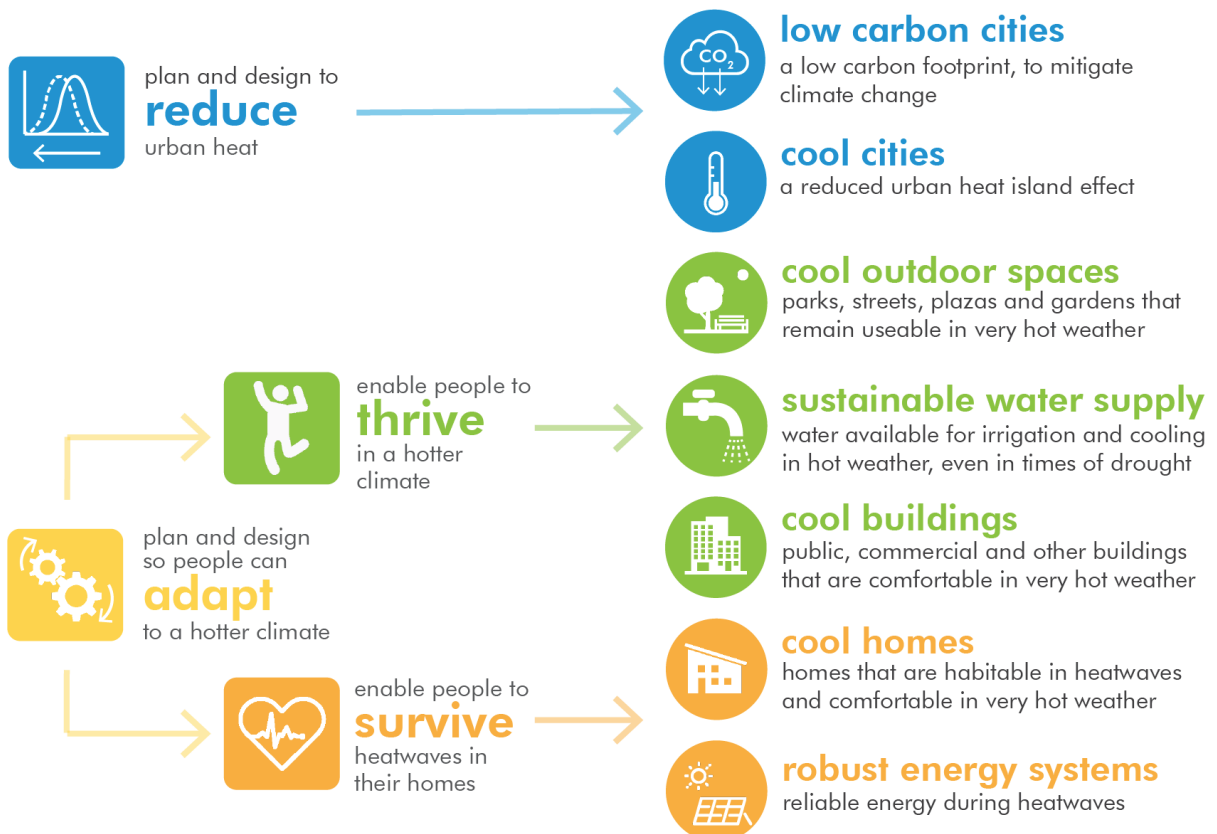 plan and design to
reduce
urban heat
low carbon cities
CO2
a low carbon footprint, to mitigate
climate change
cool cities
a reduced urban heat island effect
cool outdoor spaces
parks, streets, plazas and gardens that
remain useable in very hot weather
enable people to
thrive
in a hotter
climate
sustainable water supply
water available for irrigation and cooling
in hot weather, even in times of drought
cool buildings
public, commercial and other buildings
that are comfortable in very hot weather
plan and design
so people can
adapt
to a hotter climate
enable people to
survive
heatwaves in
their homes
cool homes
homes that are habitable in heatwaves
and comfortable in very hot weather
robust energy systems
reliable energy during heatwaves